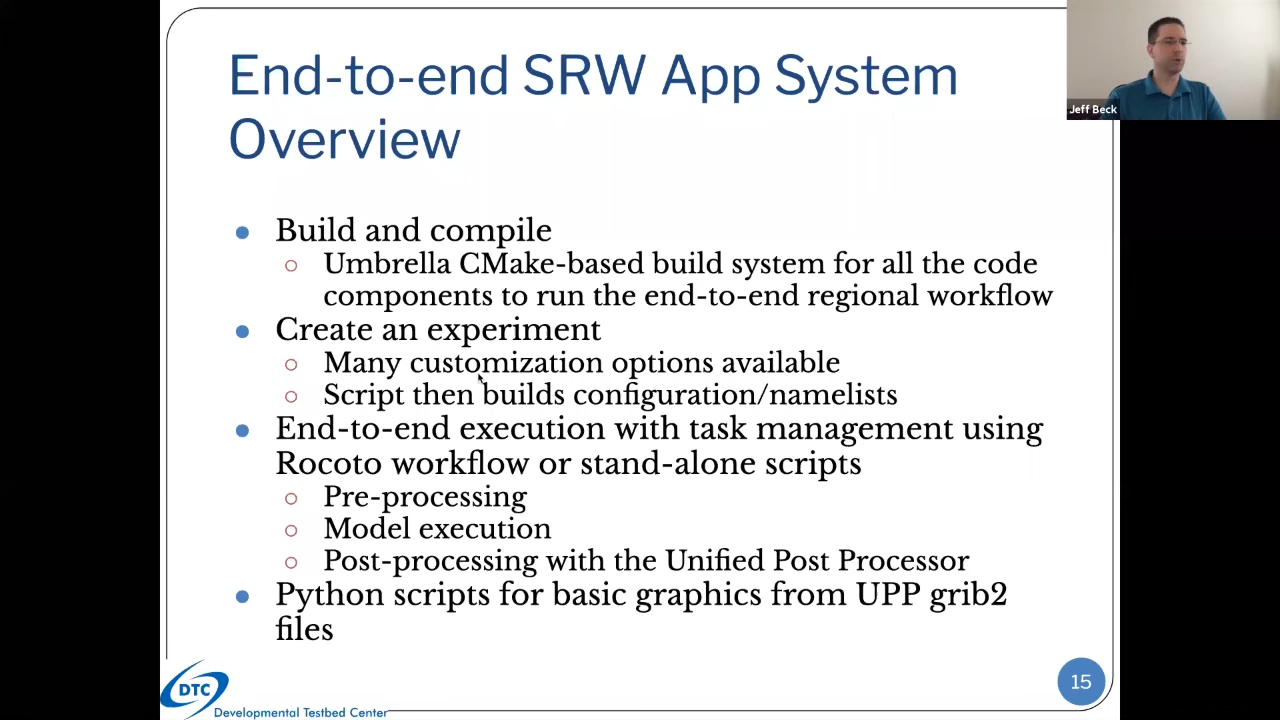 End-to-end SRW App System
Overview
Jeff Beck
● Build and compile
○ Umbrella CMake-based build system for all the code
components to run the end-to-end regional workflow
● Create an experiment
○ Many customization options available
○ Script then builds configuration/namelists
● End-to-end execution with task management using
Rocoto workflow or stand-alone scripts
○ Pre-processing
○ Model execution
○ Post-processing with the Unified Post Processor
● Python scripts for basic graphics from UPP grib2
files
DTC
Developmental Testbed Center
15